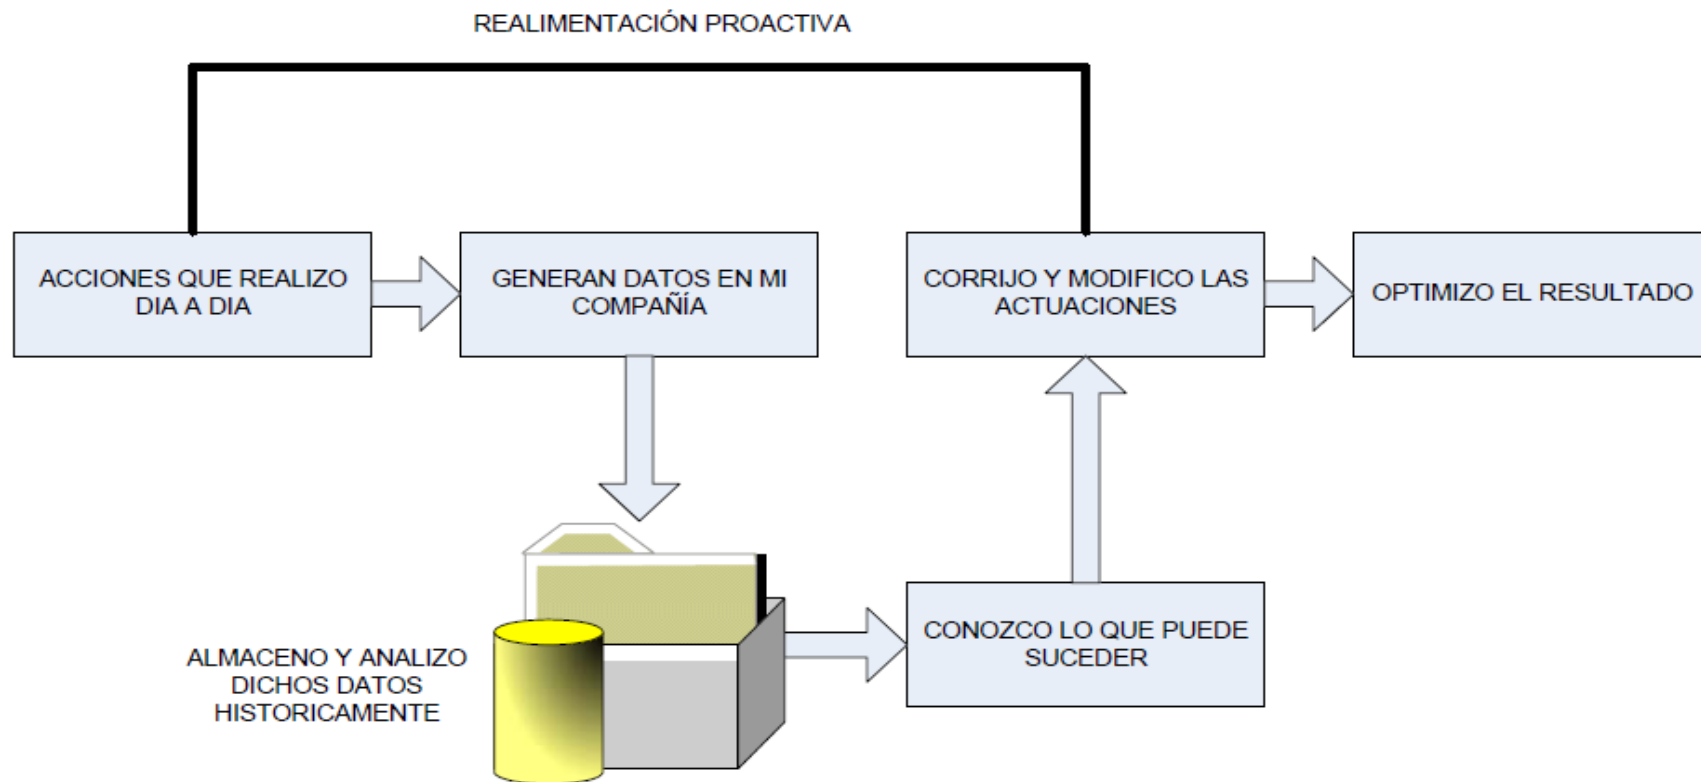 REALIMENTACIÓN PROACTIVA
ACCIONES QUE REALIZO
DIA A DIA
GENERAN DATOS EN MI
COMPAÑÍA
CORRIJO Y MODIFICO LAS
ACTUACIONES
OPTIMIZO EL RESULTADO
ALMACENO Y ANALIZO
DICHOS DATOS
HISTORICAMENTE
CONOZCO LO QUE PUEDE
SUCEDER